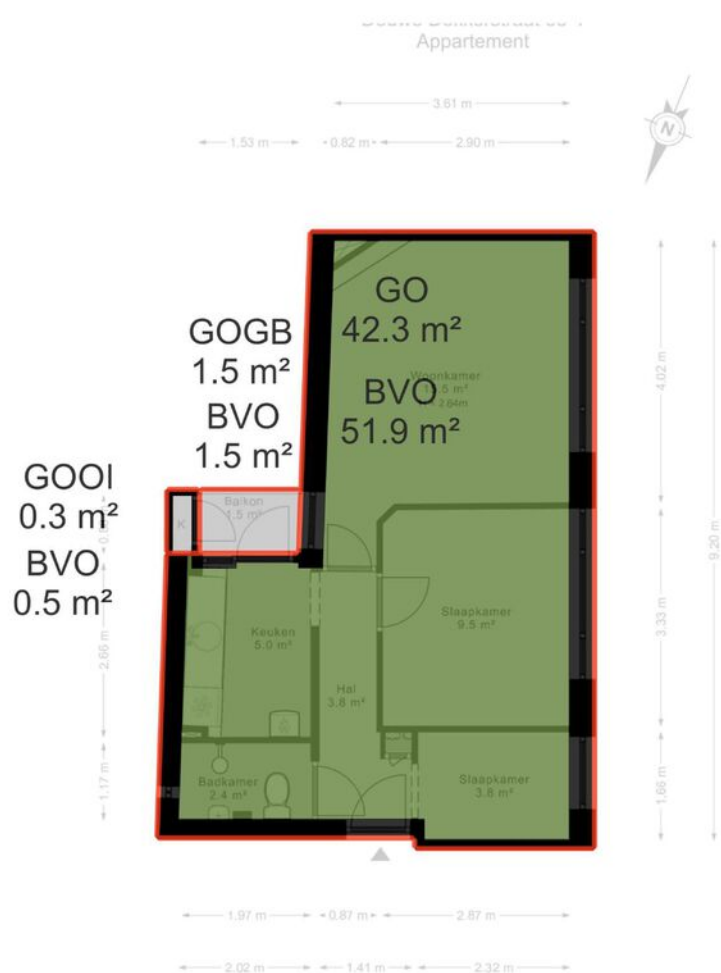 Appartement
3.61 m
1.53 m
0.82 m
2.90 m
N
GO
42.3 m²
GOGB
1.5 m²
BVO
1.5 m²
Woonkamer
2.84m
BVO
51.9 m²
4.02 m
GOOI
0.3 m²
BVO
0.5 m²
Balkon
1.5 m²
K
9.20 m
Slaapkamer
9.5 m²
3.33 m
Keuken
5.0 m²
2.66 m
Hal
3.8 m²
Badkamer
2.4 m²
1.17 m
Slaapkamer
3.8 m²
1.66 m
1.97 m
0.87 m
2.87 m
2.02 m
1.41 m
2.32 m